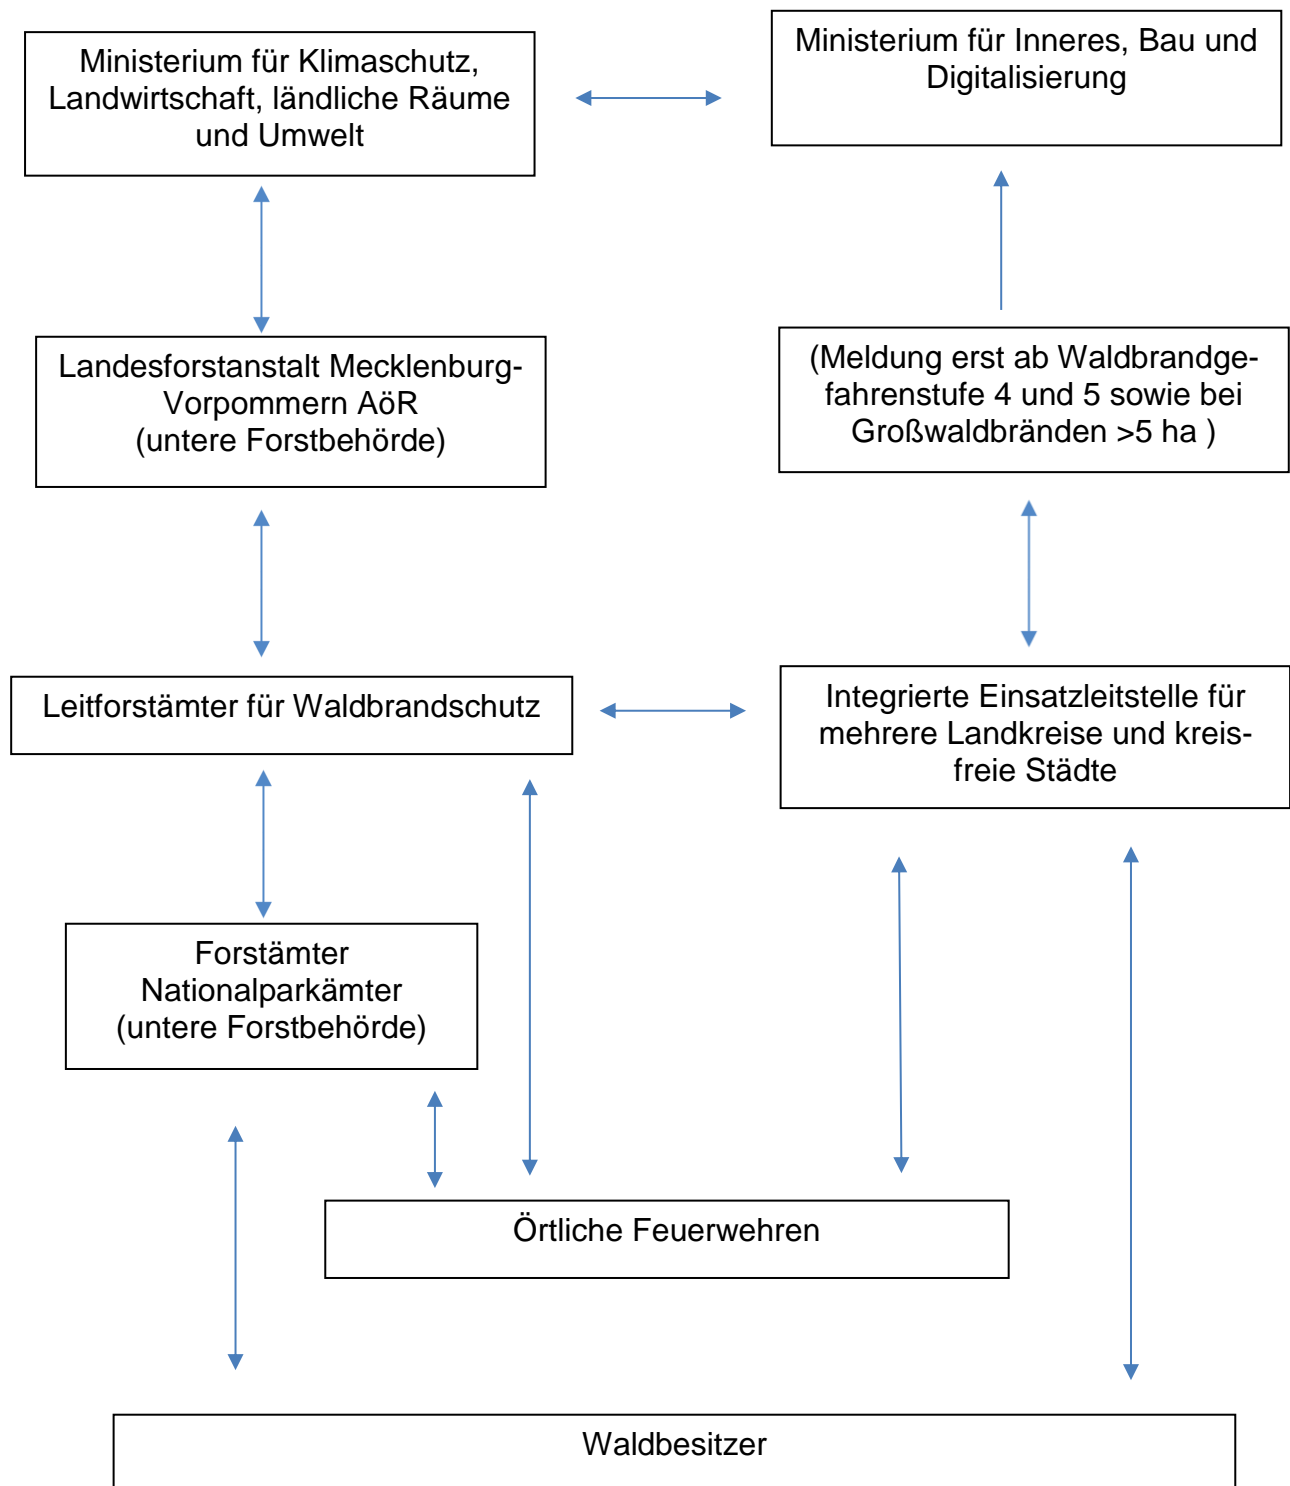 Ministerium für Klimaschutz,
Landwirtschaft, ländliche Räume
und Umwelt
Ministerium für Inneres, Bau und
Digitalisierung
Landesforstanstalt Mecklenburg-
Vorpommern AöR
(untere Forstbehörde)
(Meldung erst ab Waldbrandge-
fahrenstufe 4 und 5 sowie bei
Großwaldbränden >5 ha )
Leitforstämter für Waldbrandschutz
Integrierte Einsatzleitstelle für
mehrere Landkreise und kreis-
freie Städte
Forstämter
Nationalparkämter
(untere Forstbehörde)
Örtliche Feuerwehren
Waldbesitzer